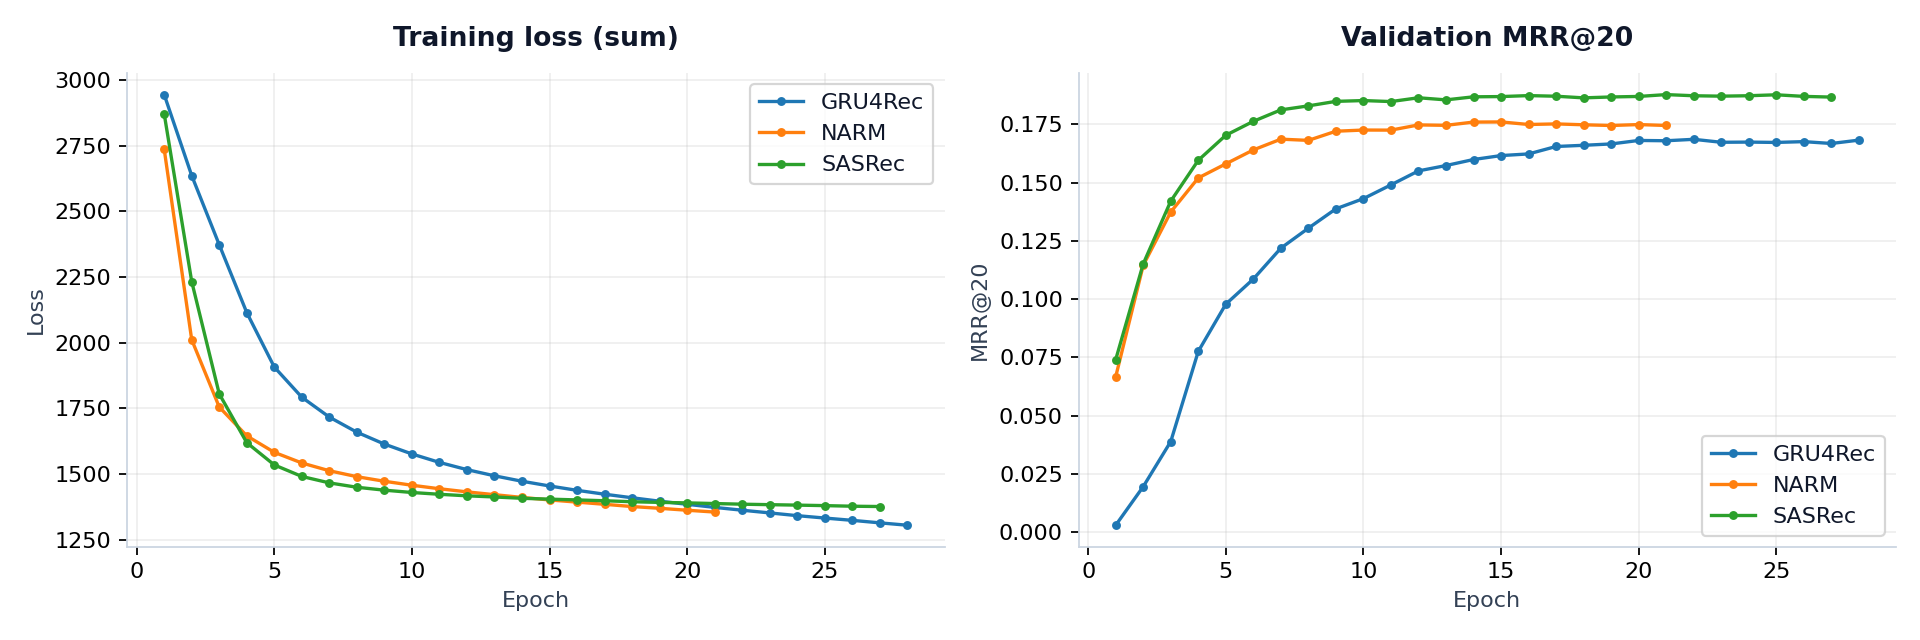 Training loss (sum)
3000
2750
2500
2250
2000
1750
1500
1250
Loss
0 5 10 15 20 25
Epoch
GRU4Rec
NARM
SASRec
Validation MRR@20
0.175
0.150
0.125
0.100
0.075
0.050
0.025
0.000
MRR@20
0 5 10 15 20 25
Epoch
GRU4Rec
NARM
SASRec